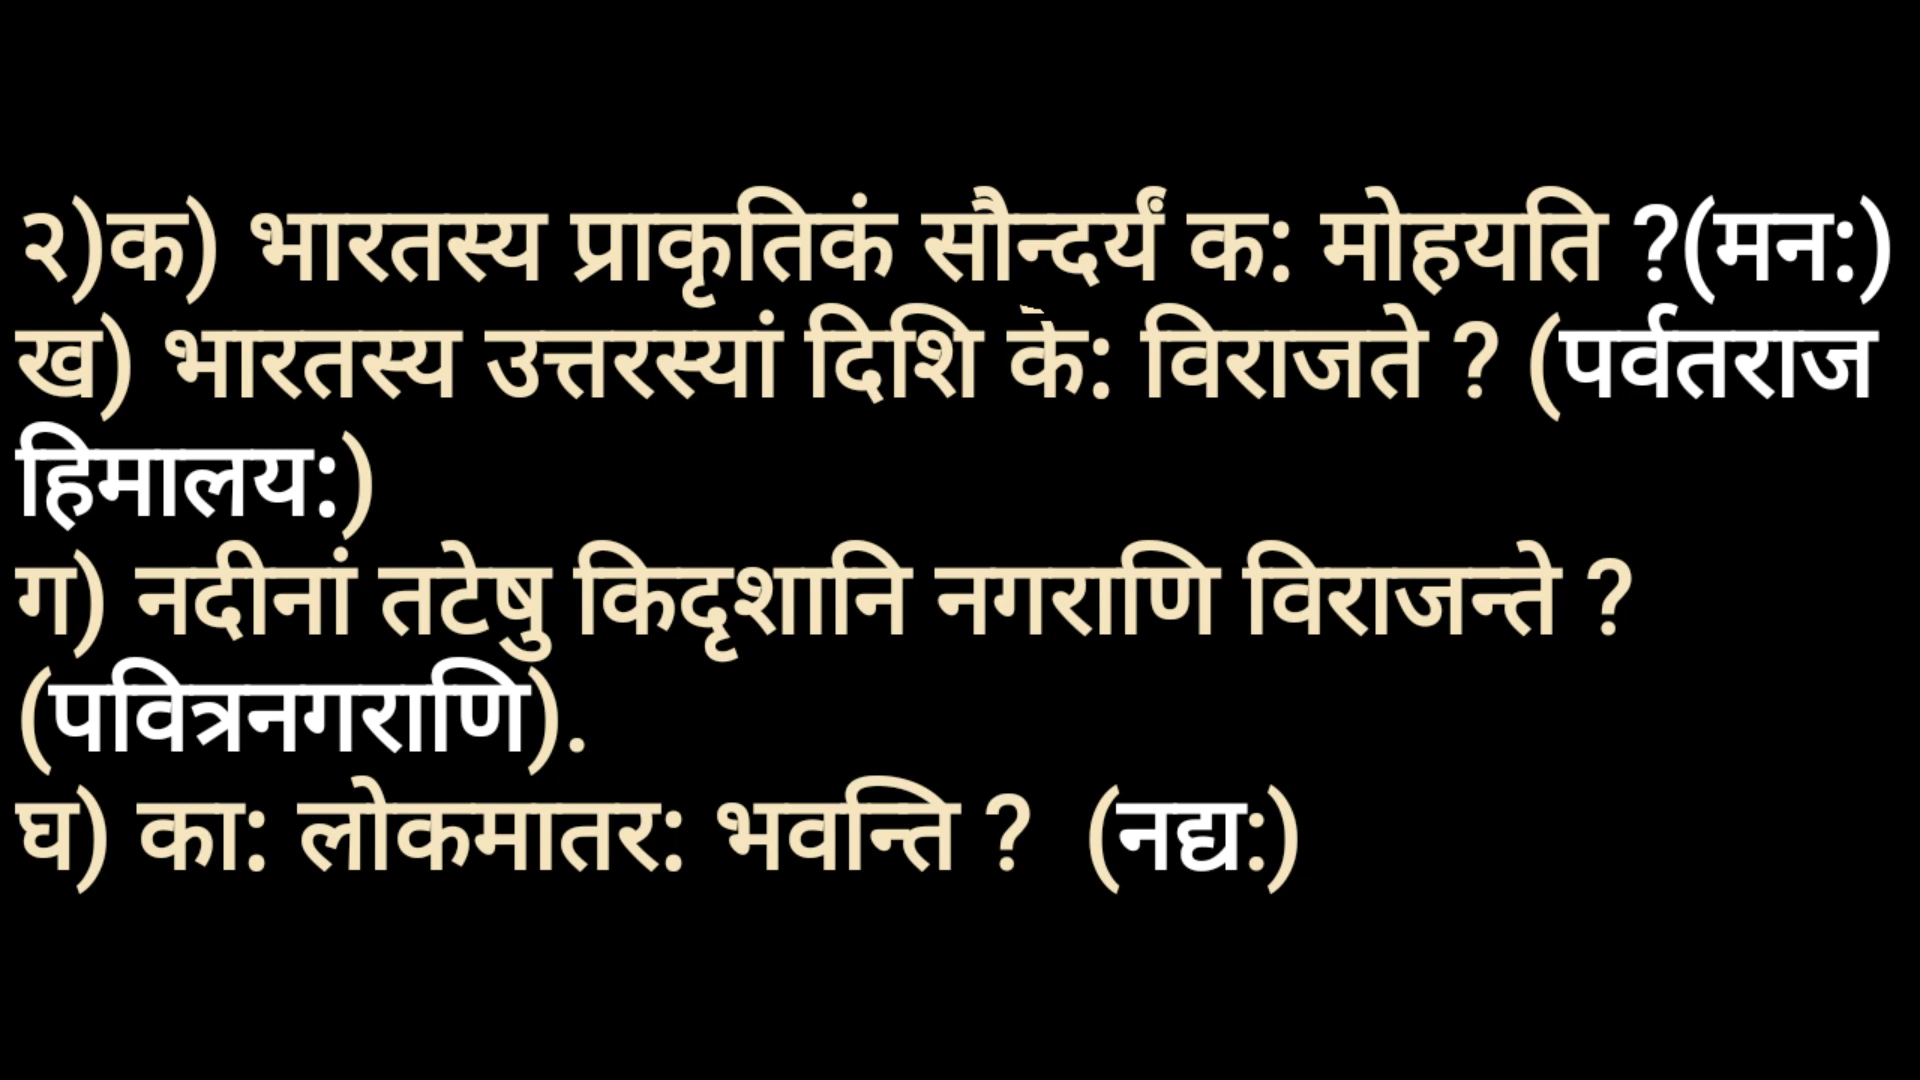 २)क) भारतस्य प्राकृतिकं सौन्दर्यं क: मोहयति ?(मन:)
ख) भारतस्य उत्तरस्यां दिशि क: विराजते ? (पर्वतराज
हिमालय:)
ग) नदीनां तटेषु किदृशानि नगराणि विराजन्ते ?
(पवित्रनगराणि).
घ) का: लोकमातर: भवन्ति ? (नद्य:)